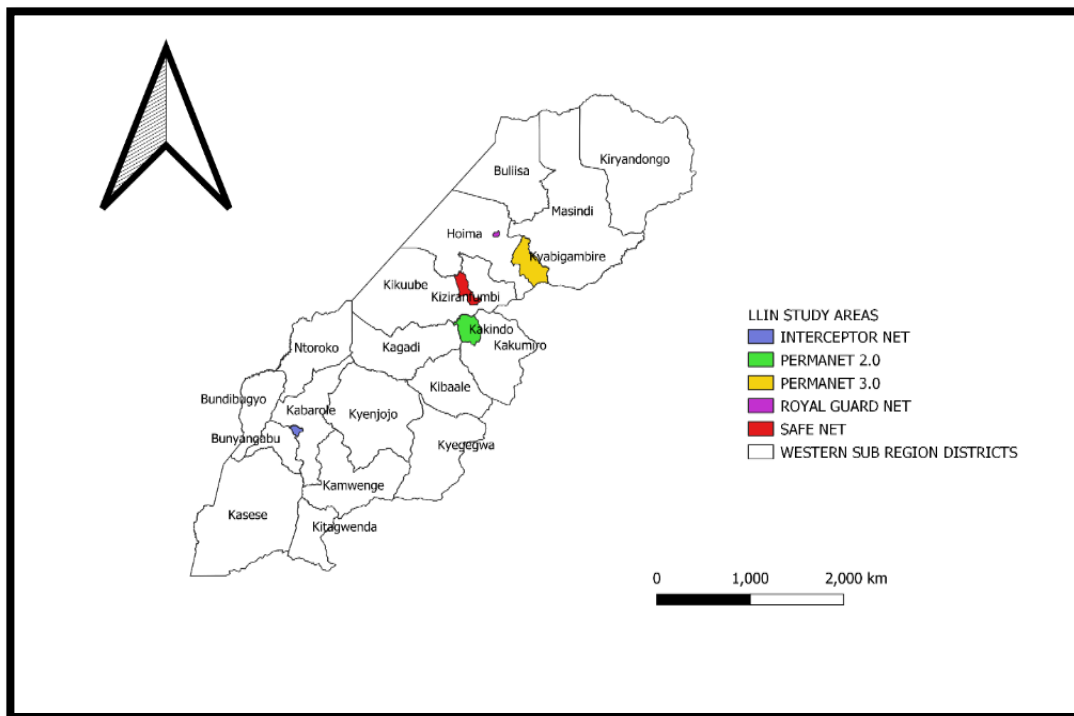 Kiryandongo
Buliisa
Masindi
Hoima
Kyabigambire
Kikuube
Kiziranfumbi
Kakindo
Ntoroko
Kagadi
Kakumiro
Kibaale
Bundibugyo
Kabarole
Kyenjojo
Bunyangabu
Kyegegwa
Kamwenge
Kasese
Kitagwenda
LLIN STUDY AREAS
INTERCEPTOR NET
PERMANET 2.0
PERMANET 3.0
ROYAL GUARD NET
SAFE NET
WESTERN SUB REGION DISTRICTS
0 1,000 2,000 km